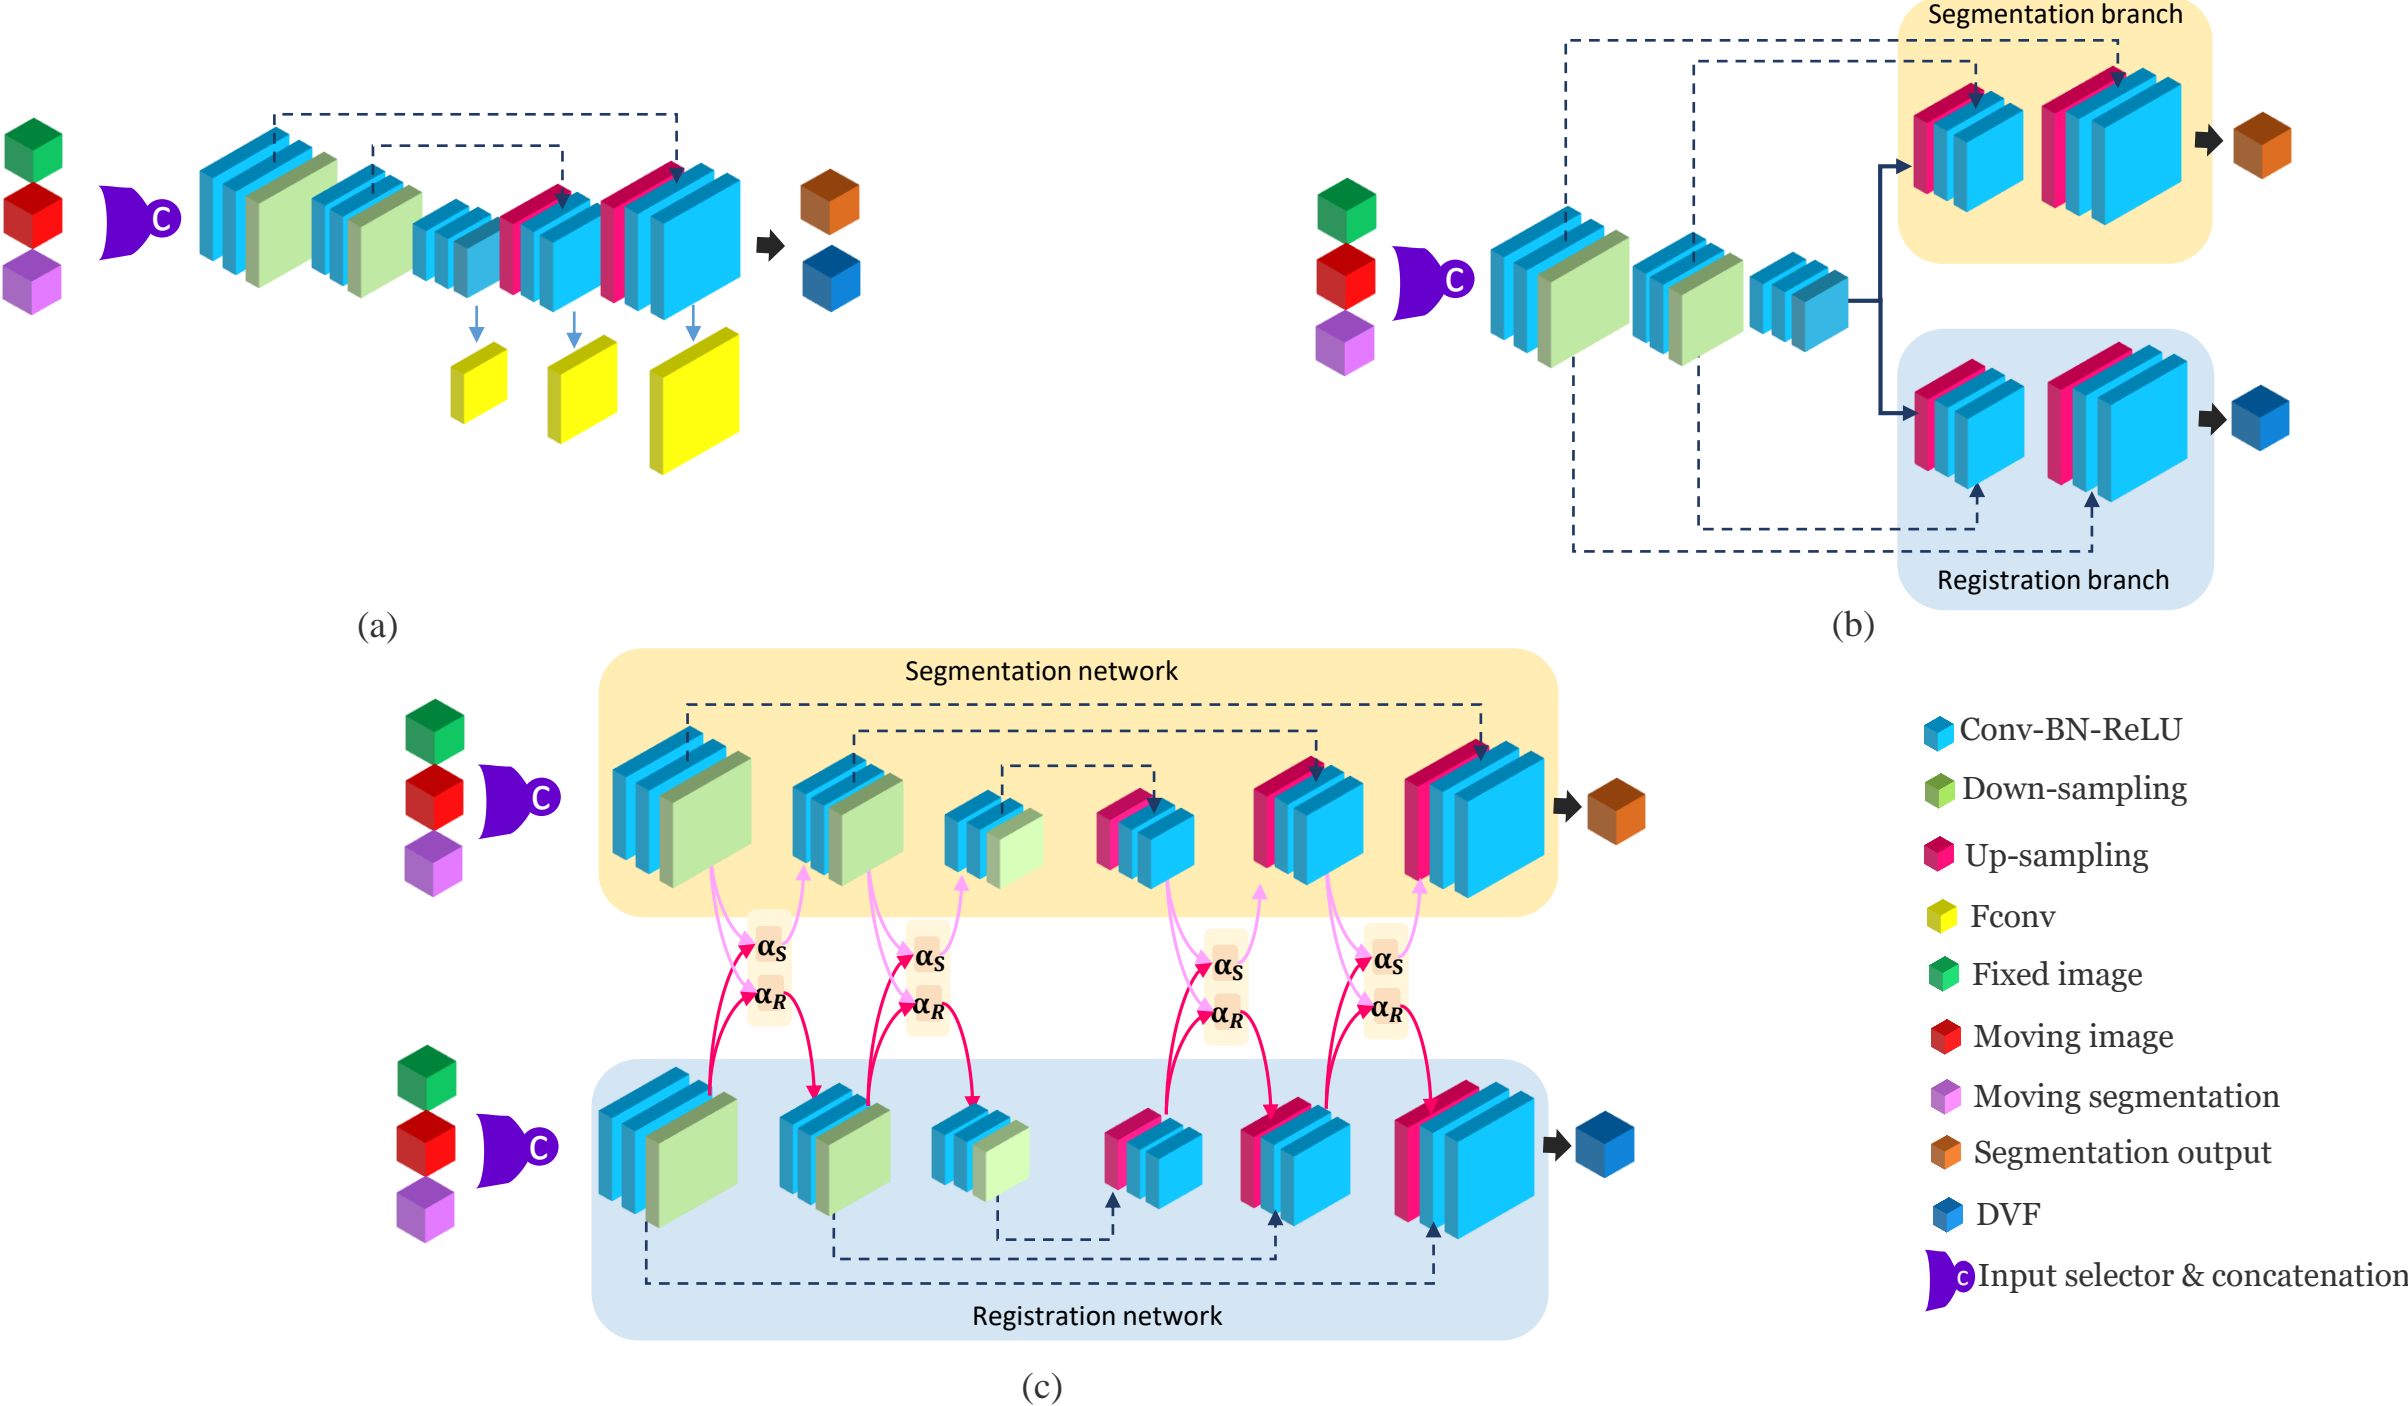 Segmentation branch
C
C
Registration branch
(a)
(b)
Segmentation network
C
αS
αR
αS
αR
αS
αR
αS
αR
C
Registration network
(c)
Conv-BN-ReLU
Down-sampling
Up-sampling
Fconv
Fixed image
Moving image
Moving segmentation
Segmentation output
DVF
C Input selector & concatenation